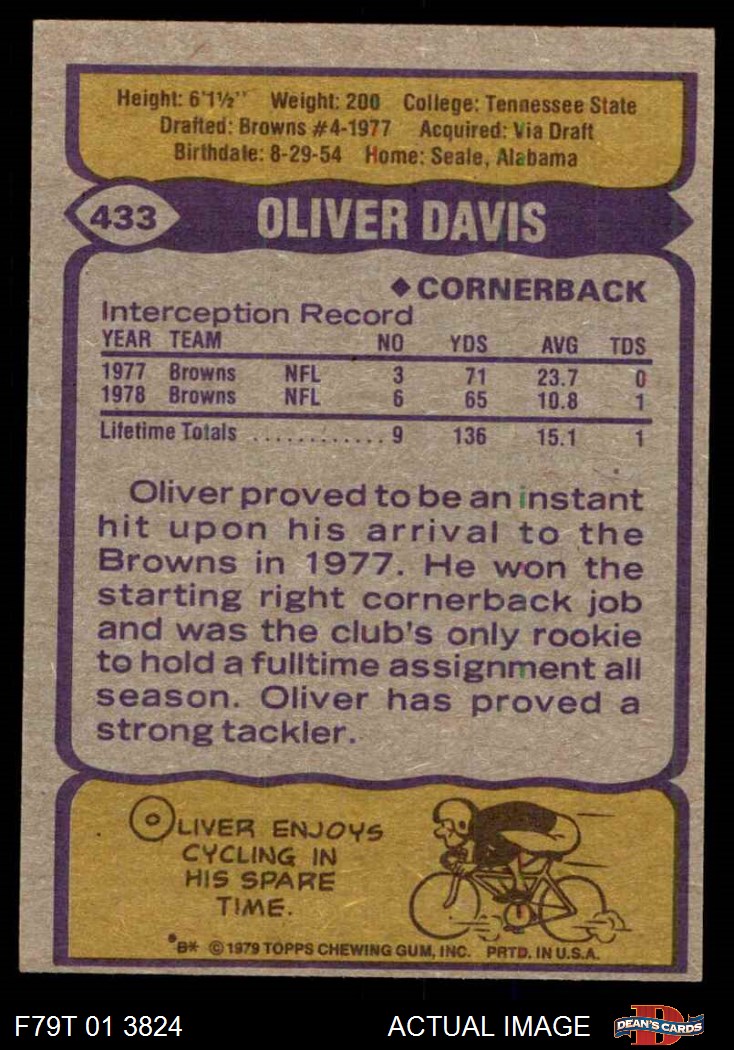 Height: 6'1½'' Weight: 200 College: Tennessee State
Drafted: Browns #4-1977 Acquired: Via Draft
Birthdate: 8-29-54 Home: Seale, Alabama
433 OLIVER DAVIS
◆ CORNERBACK
Interception Record
YEAR TEAM NO YDS AVG TDS
1977 Browns NFL 3 71 23.7 0
1978 Browns NFL 6 65 10.8 1
Lifetime Totals ............ 9 136 15.1 1
Oliver proved to be an instant
hit upon his arrival to the
Browns in 1977. He won the
starting right cornerback job
and was the club's only rookie
to hold a fulltime assignment all
season. Oliver has proved a
strong tackler.
OLIVER ENJOYS
CYCLING IN
HIS SPARE
TIME.
*B* © 1979 TOPPS CHEWING GUM, INC. PRTD. IN U.S.A.
F79T 01 3824 ACTUAL IMAGE D DEAN'S CARDS